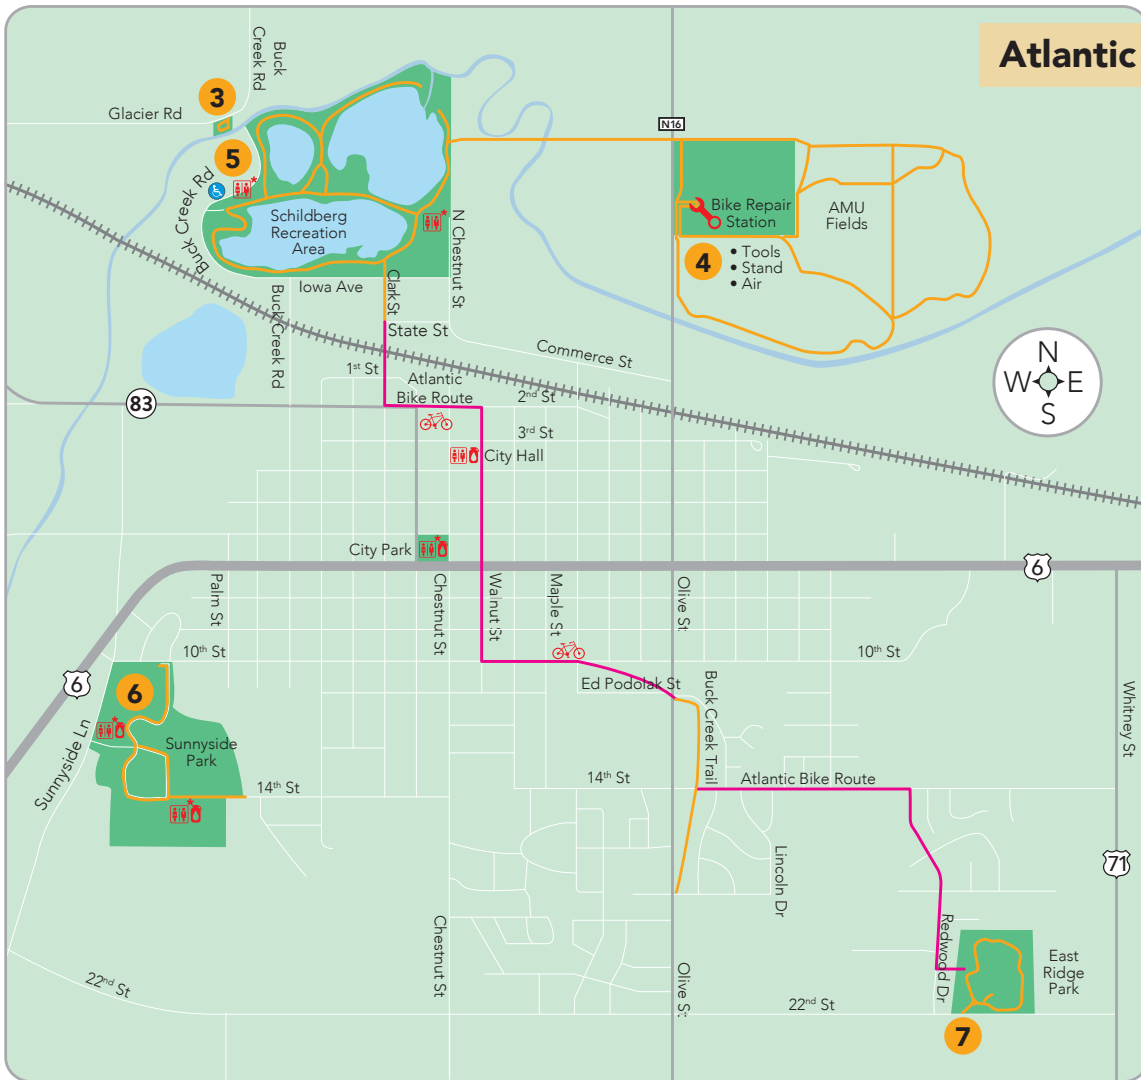 Atlantic
Buck
Creek Rd
3
Glacier Rd
N16
5
Buck Creek Rd
Schildberg
Recreation
Area
N Chestnut St
Bike Repair
Station
AMU
Fields
4
• Tools
• Stand
• Air
Iowa Ave
Clark St
Buck Creek Rd
State St
Commerce St
1st St
Atlantic
Bike Route
2nd St
83
3rd St
City Hall
N
W E
S
City Park
6
Palm St
Chestnut St
Walnut St
Maple St
Olive St
10th St
10th St
Ed Podolak St
Buck Creek Trail
6
6
Sunnyside
Park
Sunnyside Ln
Whitney St
14th St
14th St
Atlantic Bike Route
Lincoln Dr
71
Chestnut St
Redwood Dr
East
Ridge
Park
22nd St
Olive St
22nd St
7